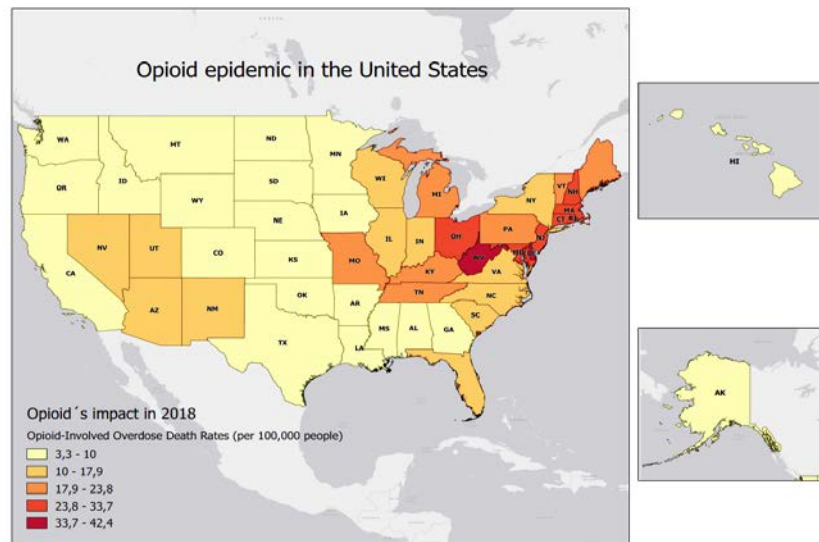 Opioid epidemic in the United States
WA
MT
ND
MN
OR
ID
SD
WI
MI
NY
VT
NH
MA
CT
RI
WY
IA
NE
PA
NJ
NV
UT
CO
IL
IN
OH
WV
VA
CA
KS
MO
KY
AZ
NM
OK
AR
TN
NC
SC
TX
LA
MS
AL
GA
HI
AK
Opioid´s impact in 2018
Opioid-Involved Overdose Death Rates (per 100,000 people)
3,3 - 10
10 - 17,9
17,9 - 23,8
23,8 - 33,7
33,7 - 42,4